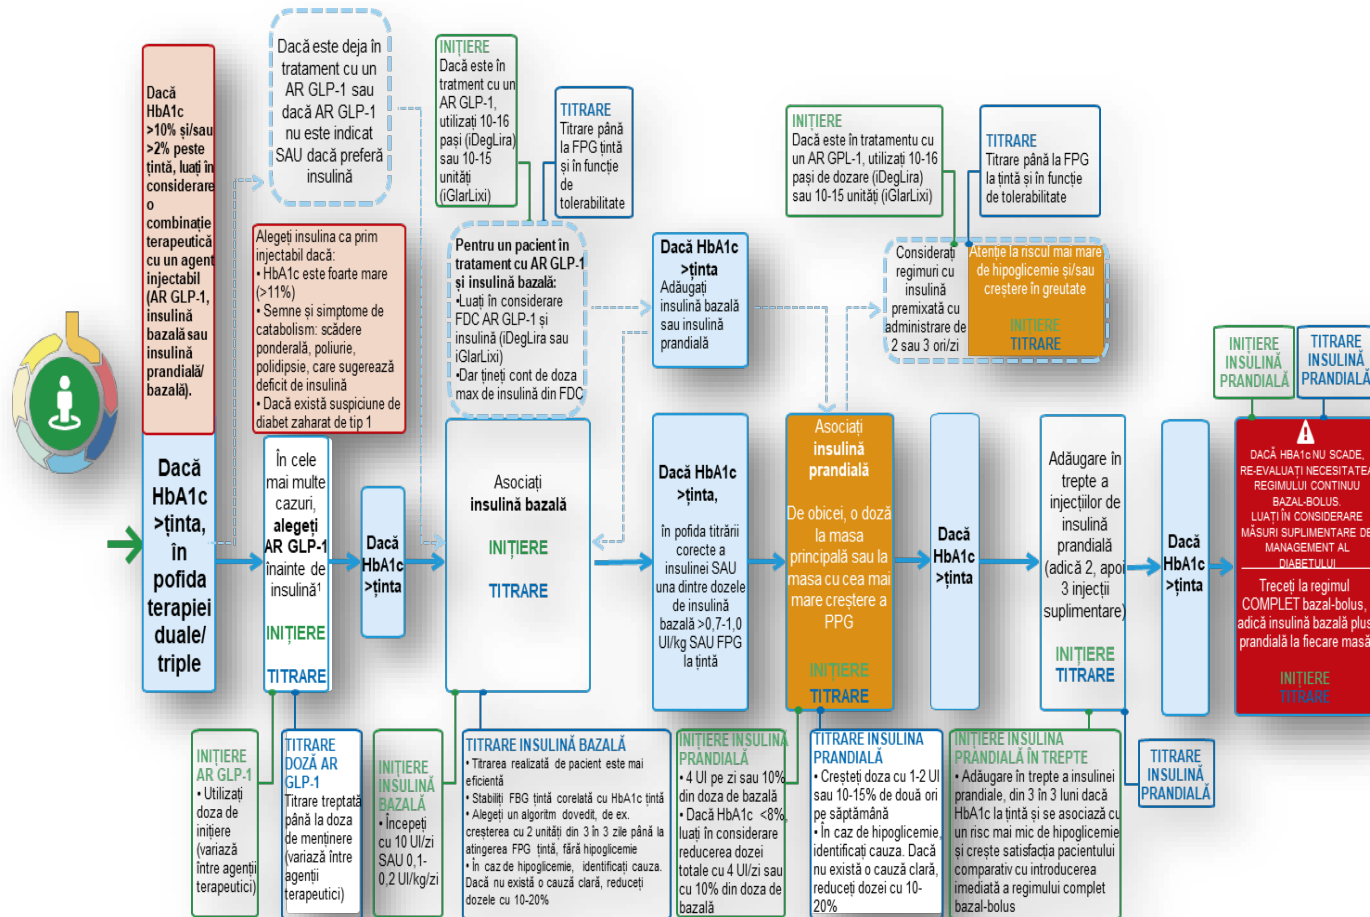 Dacă
HbA1c
>10% și/sau
>2% peste
țintă, luați în
considerare
o
combinație
terapeutică
cu un agent
injectabil
(AR GLP-1,
insulină
bazală sau
insulină
prandială/
bazală).
Dacă
HbA1c
>ținta,
în
pofida
terapiei
duale/
triple
Dacă este deja în
tratament cu un
AR GLP-1 sau
dacă AR GLP-1
nu este indicat
SAU dacă preferă
insulină
Alegeți insulina ca prim
injectabil dacă:
• HbA1c este foarte mare
(>11%)
• Semne și simptome de
catabolism: scădere
ponderală, poliurie,
polidipsie, care sugerează
deficit de insulină
• Dacă există suspiciune de
diabet zaharat de tip 1
În cele
mai multe
cazuri,
alegeți
AR GLP-1
înainte de
insulină¹
INIȚIERE
TITRARE
Dacă
HbA1c
>ținta
INIȚIERE
Dacă este în
tratment cu un
AR GLP-1,
utilizați 10-16
pași (iDegLira)
sau 10-15
unități
(iGlarLixi)
TITRARE
Titrare până
la FPG țintă
și în funcție
de
tolerabilitate
Pentru un pacient în
tratament cu AR GLP-1
și insulină bazală:
•Luați în considerare
FDC AR GLP-1 și
insulină (iDegLira sau
iGlarLixi)
• Dar țineți cont de doza
max de insulină din FDC
Asociați
insulină bazală
INIȚIERE
TITRARE
Dacă HbA1c
>ținta
Adăugați
insulină bazală
sau insulină
prandială
Dacă HbA1c
>ținta,
în pofida titrării
corecte a
insulinei SAU
una dintre dozele
de insulină
bazală >0,7-1,0
UI/kg SAU FPG
la țintă
INIȚIERE
Dacă este în tratamentu cu
un AR GPL-1, utilizați 10-16
pași de dozare (iDegLira)
sau 10-15 unități (iGlarLixi)
TITRARE
Titrare până la FPG
la țintă și în funcție
de tolerabilitate
Considerați
regimuri cu
insulină
premixată cu
administrare de
2 sau 3 ori/zi
Atenție la riscul mai mare
de hipoglicemie și/sau
creștere în greutate
INIȚIERE
TITRARE
Asociați
insulină
prandială
De obicei, o doză
la masa
principală sau la
masa cu cea mai
mare creștere a
PPG
INIȚIERE
TITRARE
Dacă
HbA1c
>ținta
Adăugare în
trepte a
injecțiilor de
insulină
prandială
(adică 2, apoi
3 injecții
suplimentare)
INIȚIERE
TITRARE
Dacă
HbA1c
>ținta
INIȚIERE
INSULINĂ
PRANDIALĂ
TITRARE
INSULINĂ
PRANDIALĂ
DACĂ HBA1c NU SCADE,
RE-EVALUAȚI NECESITATEA
REGIMULUI CONTINUU
BAZAL-BOLUS.
LUAȚI ÎN CONSIDERARE
MĂSURI SUPLIMENTARE DE
MANAGEMENT AL
DIABETULUI
Treceți la regimul
COMPLET bazal-bolus,
adică insulină bazală plus
prandială la fiecare masă
INIȚIERE
TITRARE
INIȚIERE
AR GLP-1
• Utilizați
doza de
inițiere
(variază
între agenții
terapeutici)
TITRARE
DOZĂ AR
GLP-1
Titrare treptată
până la doza
de menținere
(variază între
agenții
terapeutici)
INIȚIERE
INSULINĂ
BAZALĂ
• Începeți
cu 10 UI/zi
SAU 0,1-
0,2 UI/kg/zi
TITRARE INSULINĂ BAZALĂ
• Titrarea realizată de pacient este mai
eficientă
• Stabiliți FBG țintă corelată cu HbA1c țintă
• Alegeți un algoritm dovedit, de ex.
creșterea cu 2 unități din 3 în 3 zile până la
atingerea FPG țintă, fără hipoglicemie
• În caz de hipoglicemie, identificați cauza.
Dacă nu există o cauză clară, reduceți
dozele cu 10-20%
INIȚIERE INSULINĂ
PRANDIALĂ
• 4 UI pe zi sau 10%
din doza de bazală
• Dacă HbA1c <8%,
luați în considerare
reducerea dozei
totale cu 4 UI/zi sau
cu 10% din doza de
bazală
TITRARE INSULINA
PRANDIALĂ
• Creșteți doza cu 1-2 UI
sau 10-15% de două ori
pe săptămână
• În caz de hipoglicemie,
identificați cauza. Dacă
nu există o cauză clară,
reduceți dozei cu 10-
20%
INIȚIERE INSULINA
PRANDIALĂ ÎN TREPTE
• Adăugare în trepte a insulinei
prandiale, din 3 în 3 luni dacă
HbA1c la țintă și se asociază cu
un risc mai mic de hipoglicemie
și crește satisfacția pacientului
comparativ cu introducerea
imediată a regimului complet
bazal-bolus
TITRARE
INSULINĂ
PRANDIALĂ